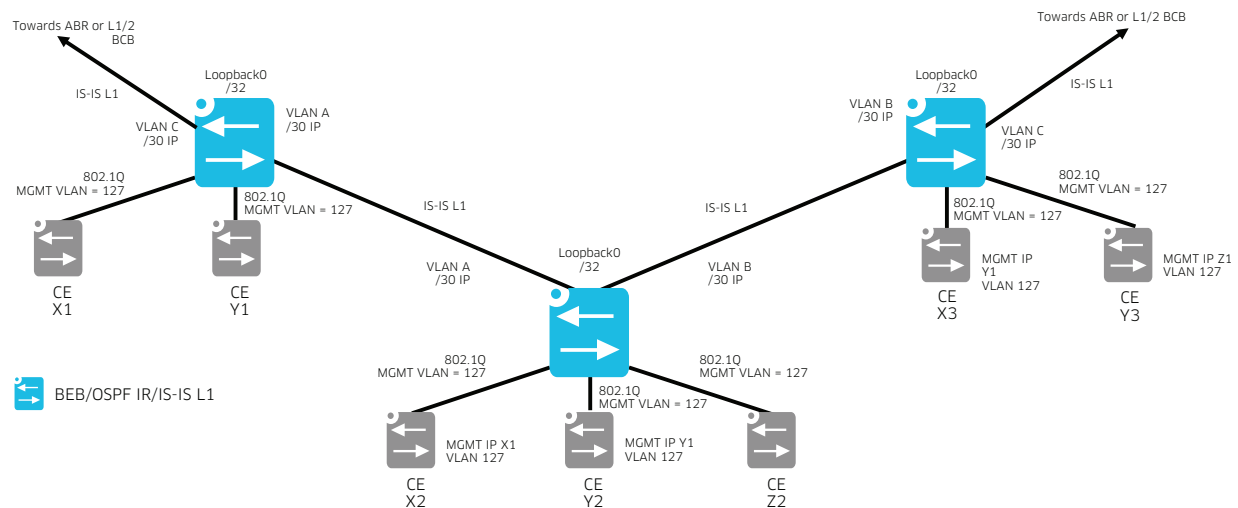 Towards ABR or L1/2
BCB
IS-IS L1
Loopback0
/32
VLAN A
/30 IP
VLAN C
/30 IP
802.1Q
MGMT VLAN = 127
802.1Q
MGMT VLAN = 127
CE
X1
CE
Y1
IS-IS L1
VLAN A
/30 IP
Loopback0
/32
VLAN B
/30 IP
IS-IS L1
Towards ABR or L1/2 BCB
IS-IS L1
Loopback0
/32
VLAN B
/30 IP
VLAN C
/30 IP
802.1Q
MGMT VLAN = 127
802.1Q
MGMT VLAN = 127
MGMT IP
Y1
VLAN 127
MGMT IP Z1
VLAN 127
CE
X3
CE
Y3
802.1Q
MGMT VLAN = 127
802.1Q
MGMT VLAN = 127
802.1Q
MGMT VLAN = 127
MGMT IP X1
VLAN 127
MGMT IP Y1
VLAN 127
CE
X2
CE
Y2
CE
Z2
BEB/OSPF IR/IS-IS L1